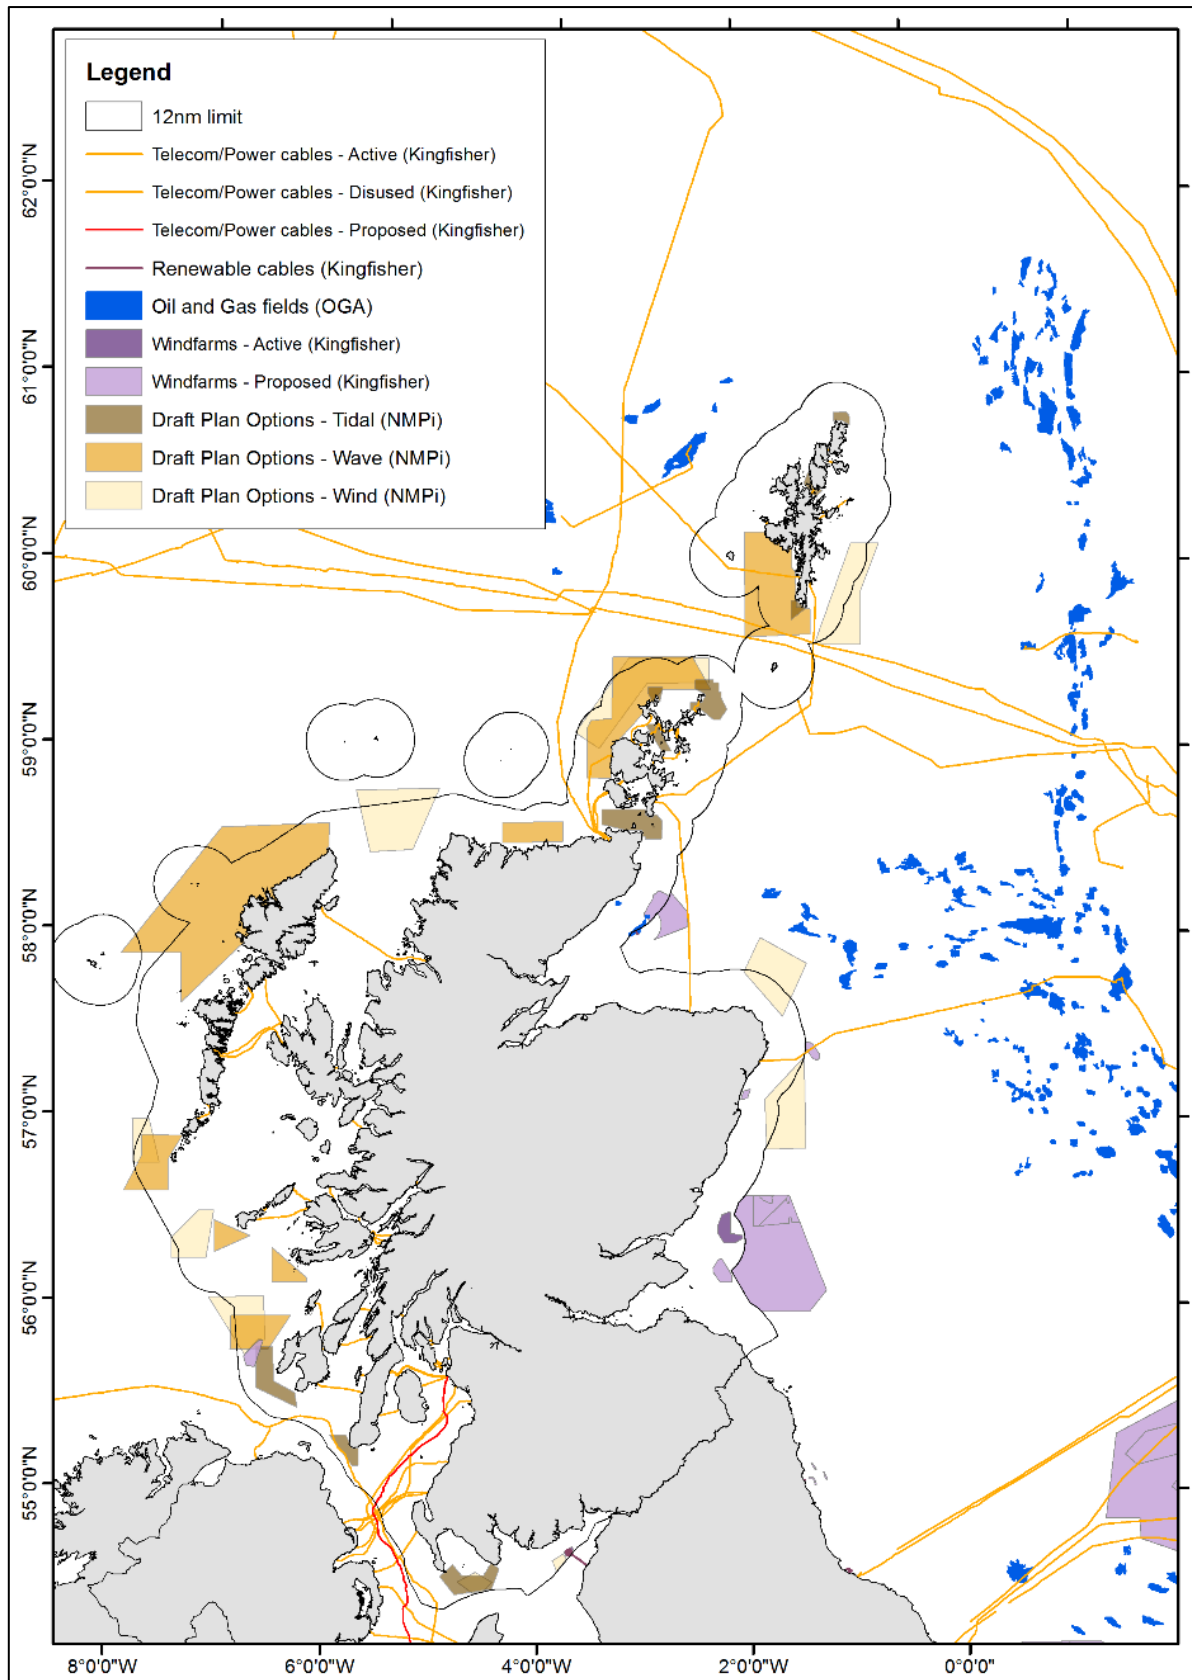 Legend
12nm limit
Telecom/Power cables - Active (Kingfisher)
Telecom/Power cables - Disused (Kingfisher)
Telecom/Power cables - Proposed (Kingfisher)
Renewable cables (Kingfisher)
Oil and Gas fields (OGA)
Windfarms - Active (Kingfisher)
Windfarms - Proposed (Kingfisher)
Draft Plan Options - Tidal (NMPi)
Draft Plan Options - Wave (NMPi)
Draft Plan Options - Wind (NMPi)
62°0'0"N
61°0'0"N
60°0'0"N
59°0'0"N
58°0'0"N
57°0'0"N
56°0'0"N
55°0'0"N
8°0'0"W
6°0'0"W
4°0'0"W
2°0'0"W
0°0'0"